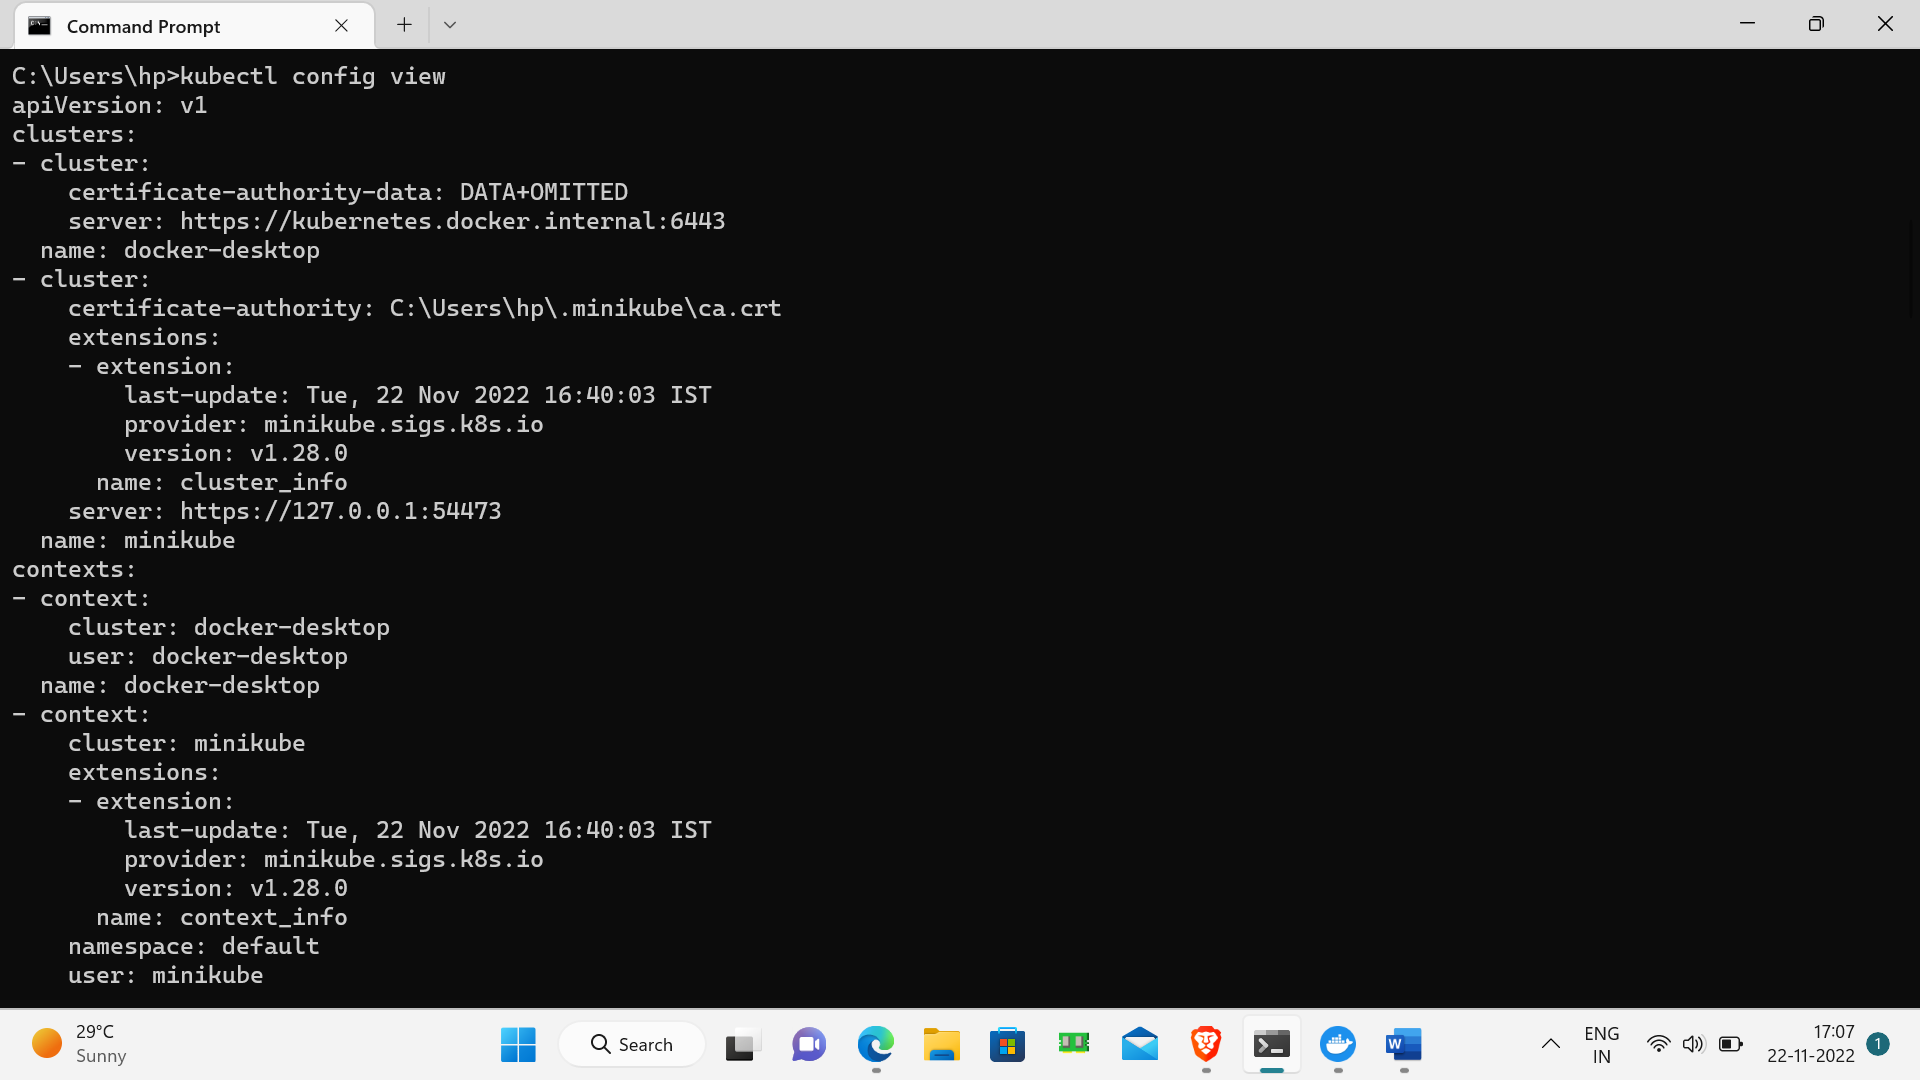 Command Prompt
C:\Users\hp>kubectl config view
apiVersion: v1
clusters:
- cluster:
    certificate-authority-data: DATA+OMITTED
    server: https://kubernetes.docker.internal:6443
  name: docker-desktop
- cluster:
    certificate-authority: C:\Users\hp\.minikube\ca.crt
    extensions:
    - extension:
        last-update: Tue, 22 Nov 2022 16:40:03 IST
        provider: minikube.sigs.k8s.io
        version: v1.28.0
      name: cluster_info
    server: https://127.0.0.1:54473
  name: minikube
contexts:
- context:
    cluster: docker-desktop
    user: docker-desktop
  name: docker-desktop
- context:
    cluster: minikube
    extensions:
    - extension:
        last-update: Tue, 22 Nov 2022 16:40:03 IST
        provider: minikube.sigs.k8s.io
        version: v1.28.0
      name: context_info
    namespace: default
    user: minikube
29°C
Sunny
Search
W
ENG
IN
17:07
22-11-2022
1